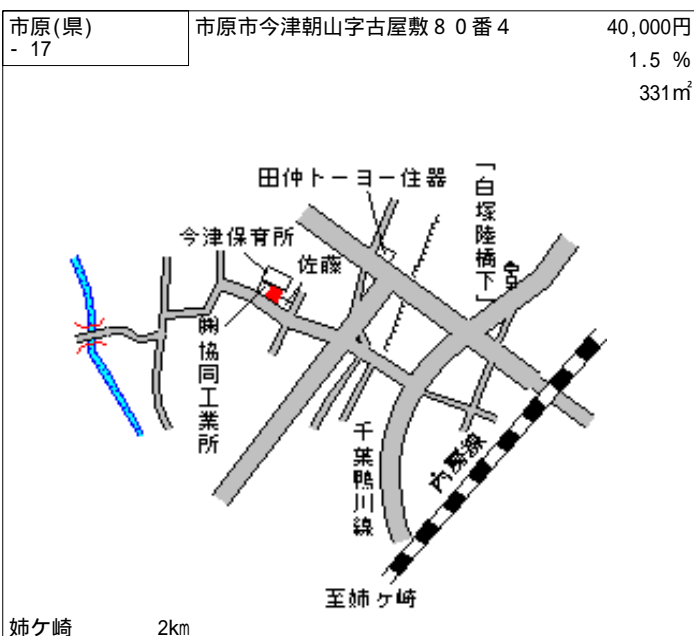 市原(県)
- 17
市原市今津朝山字古屋敷８０番４
40,000円
1.5 %
331㎡
田仲トーヨー住器
「白塚陸橋下」
今津保育所
佐藤
㈱協同工業所
千葉鴨川線
内房線
至姉ケ崎
姉ケ崎 2㎞